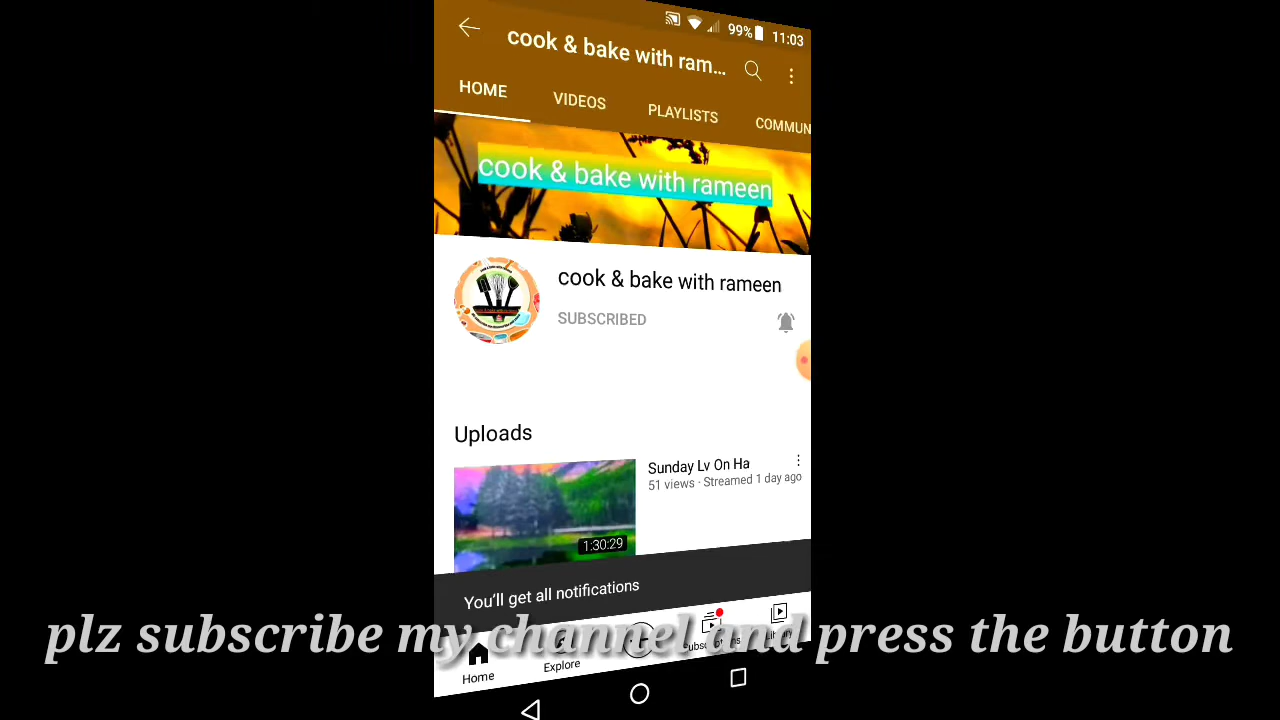 99% 11:03
cook & bake with ram...
HOME VIDEOS PLAYLISTS COMMUN
cook & bake with rameen
cook & bake with rameen
SUBSCRIBED
Uploads
Sunday Lv On Ha
51 views · Streamed 1 day ago
1:30:29
You'll get all notifications
plz subscribe my channel and press the button
Home Explore Subscriptions Library